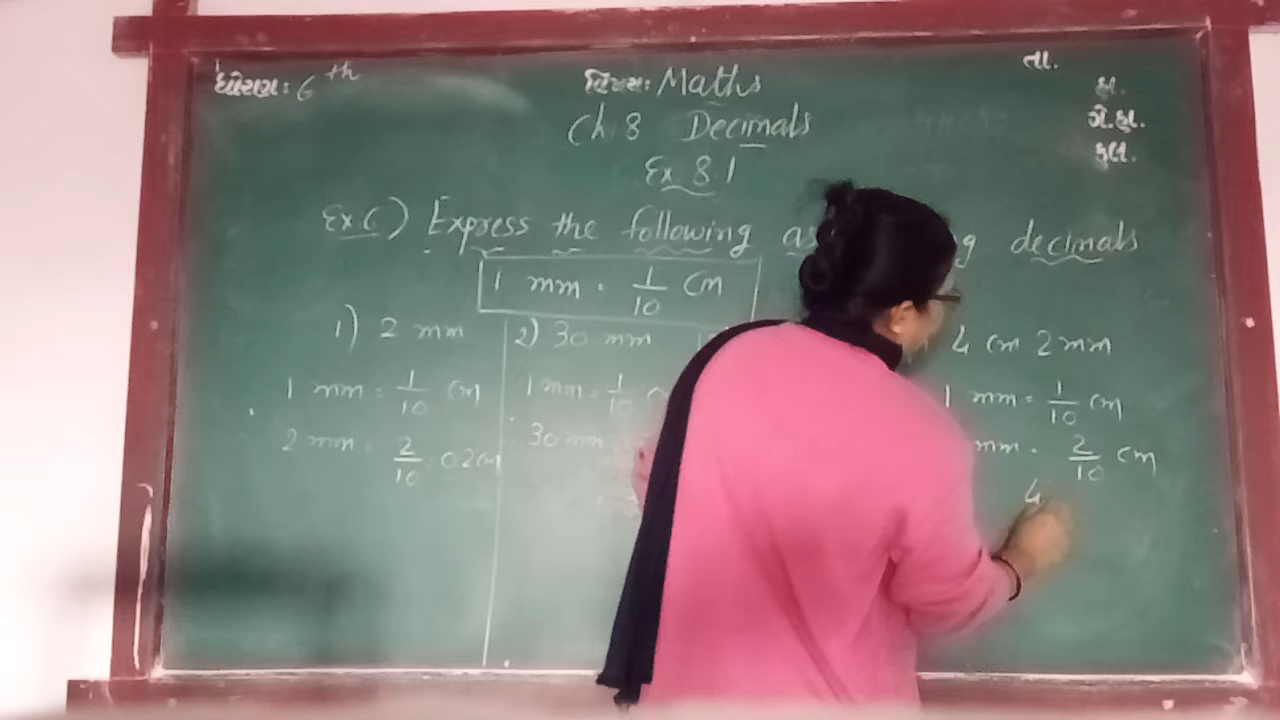 ધોરણ: 6th
વિષય: Maths
તા.
Ch 8 Decimals
હા.
ગે.હા.
કુલ.
Ex 8.1
Ex 6) Express the following as g decimals
1 mm = 1/10 cm
1) 2 mm
1 mm = 1/10 cm
2 mm = 2/10 0.2cm
2) 30 mm
1 mm = 1/10
30 mm
4 cm 2 mm
1 mm = 1/10 cm
mm = 2/10 cm
4